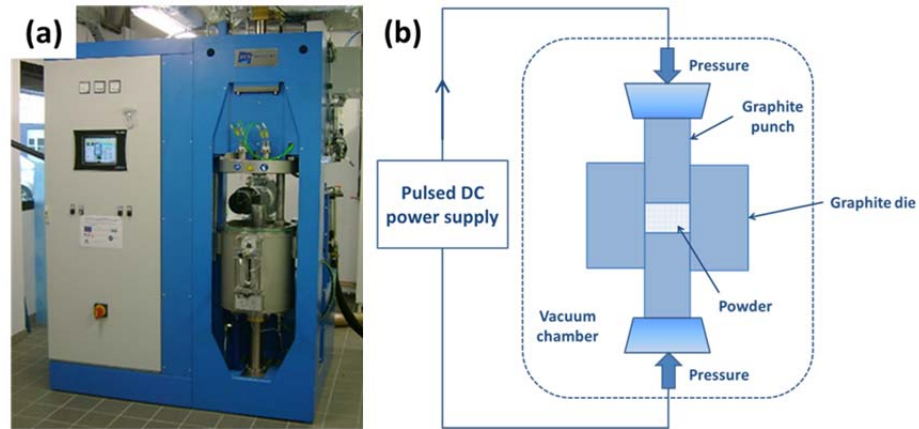 (a)
(b)
Pressure
Graphite
punch
Pulsed DC
power supply
Graphite die
Powder
Vacuum
chamber
Pressure